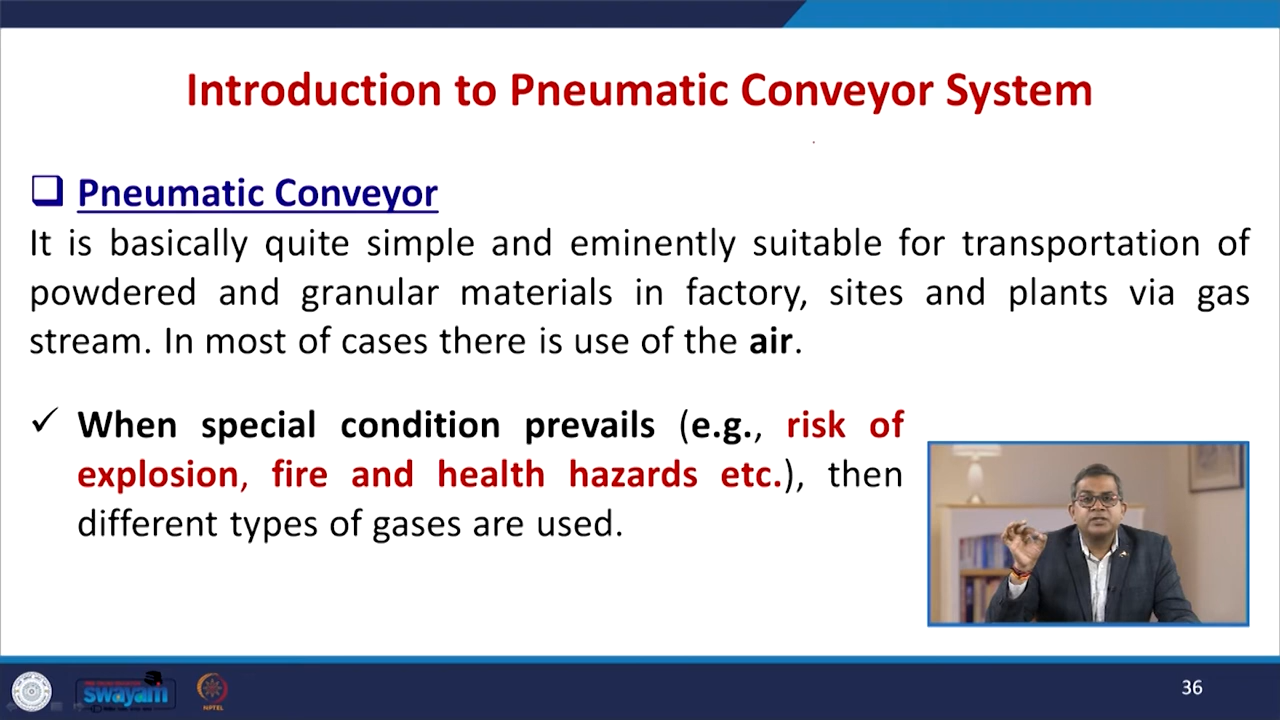 Introduction to Pneumatic Conveyor System
Pneumatic Conveyor
It is basically quite simple and eminently suitable for transportation of
powdered and granular materials in factory, sites and plants via gas
stream. In most of cases there is use of the air.
✓ When special condition prevails (e.g., risk of
explosion, fire and health hazards etc.), then
different types of gases are used.
swayam
NPTEL
36